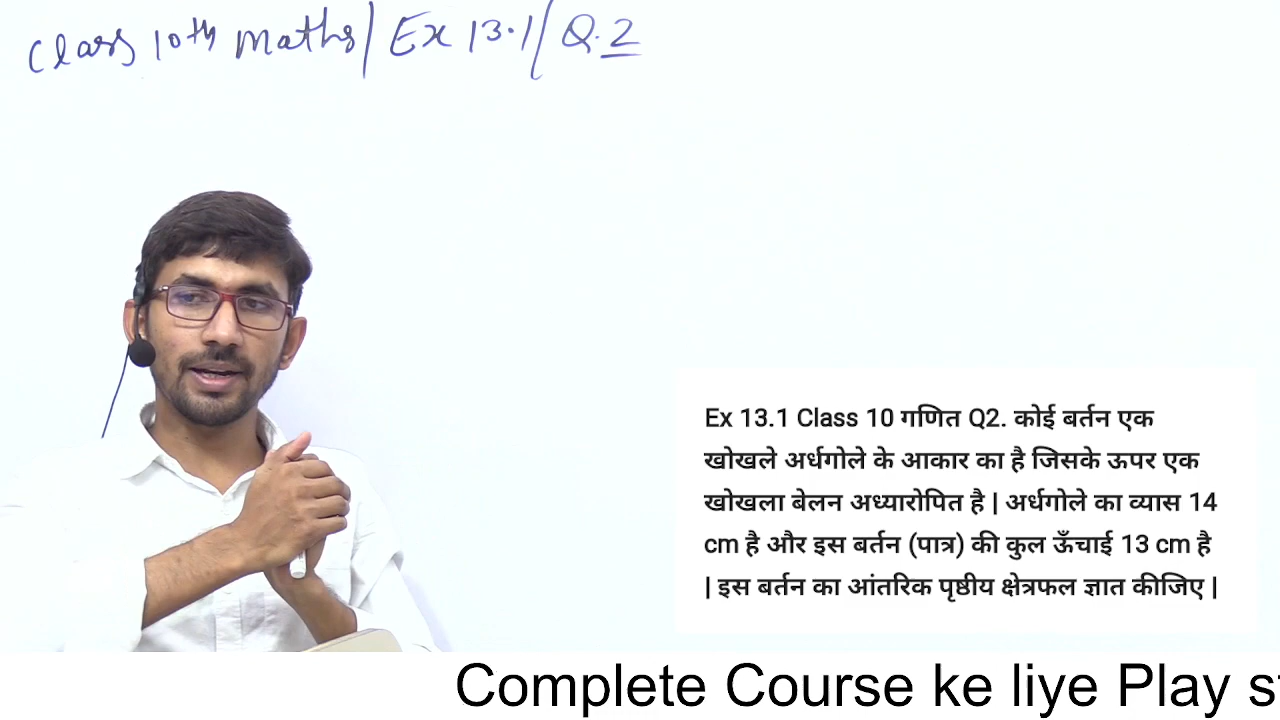 Class 10th maths / Ex 13.1 / Q.2
Ex 13.1 Class 10 गणित Q2. कोई बर्तन एक
खोखले अर्धगोले के आकार का है जिसके ऊपर एक
खोखला बेलन अध्यारोपित है | अर्धगोले का व्यास 14
cm है और इस बर्तन (पात्र) की कुल ऊँचाई 13 cm है
| इस बर्तन का आंतरिक पृष्ठीय क्षेत्रफल ज्ञात कीजिए |
Complete Course ke liye Play st